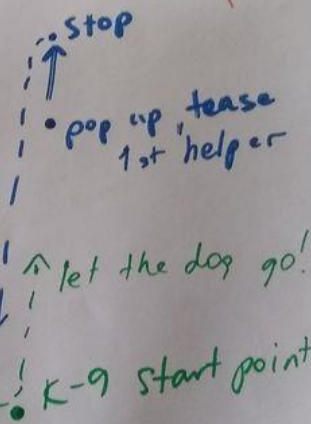 stop
pop up, tease
1st helper
let the dog go!
K-9 start point